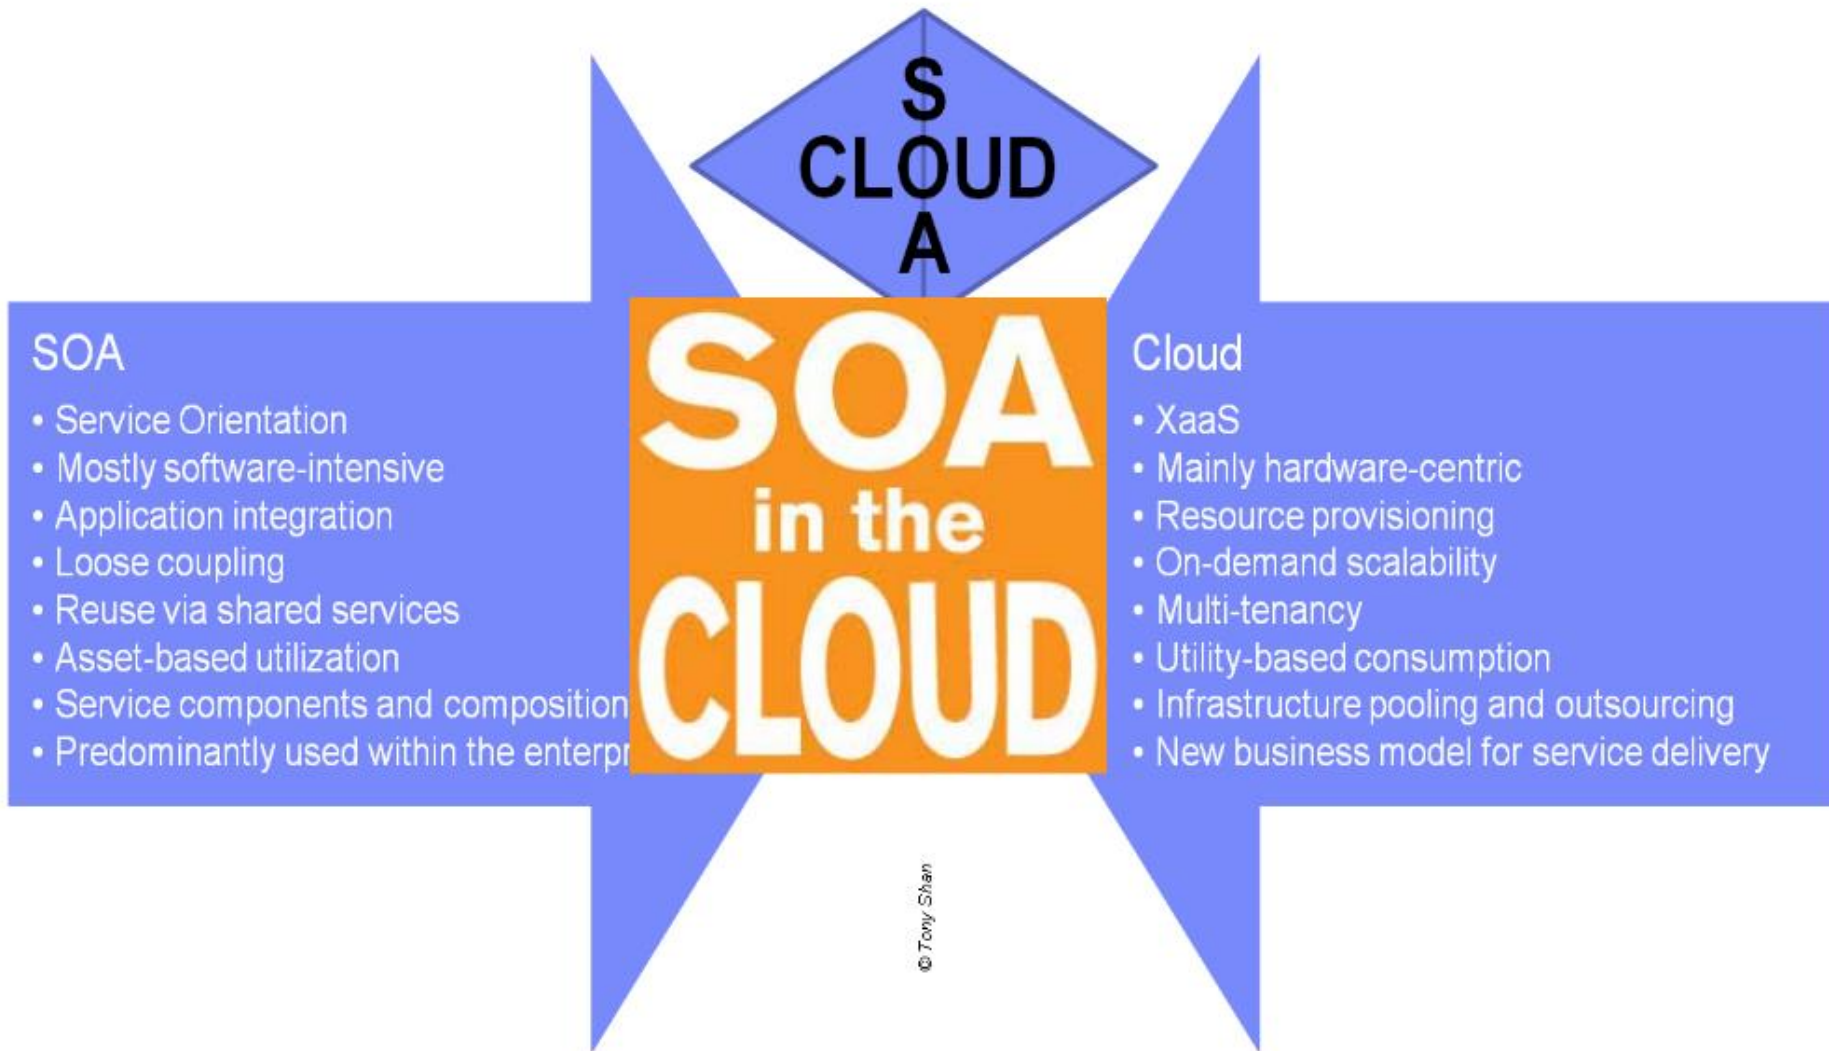 S
CLOUD
A
SOA
• Service Orientation
• Mostly software-intensive
• Application integration
• Loose coupling
• Reuse via shared services
• Asset-based utilization
• Service components and composition
• Predominantly used within the
SOA
in the
CLOUD
Cloud
• XaaS
• Mainly hardware-centric
• Resource provisioning
• On-demand scalability
• Multi-tenancy
• Utility-based consumption
• Infrastructure pooling and outsourcing
• New business model for service delivery
© Tony Shan